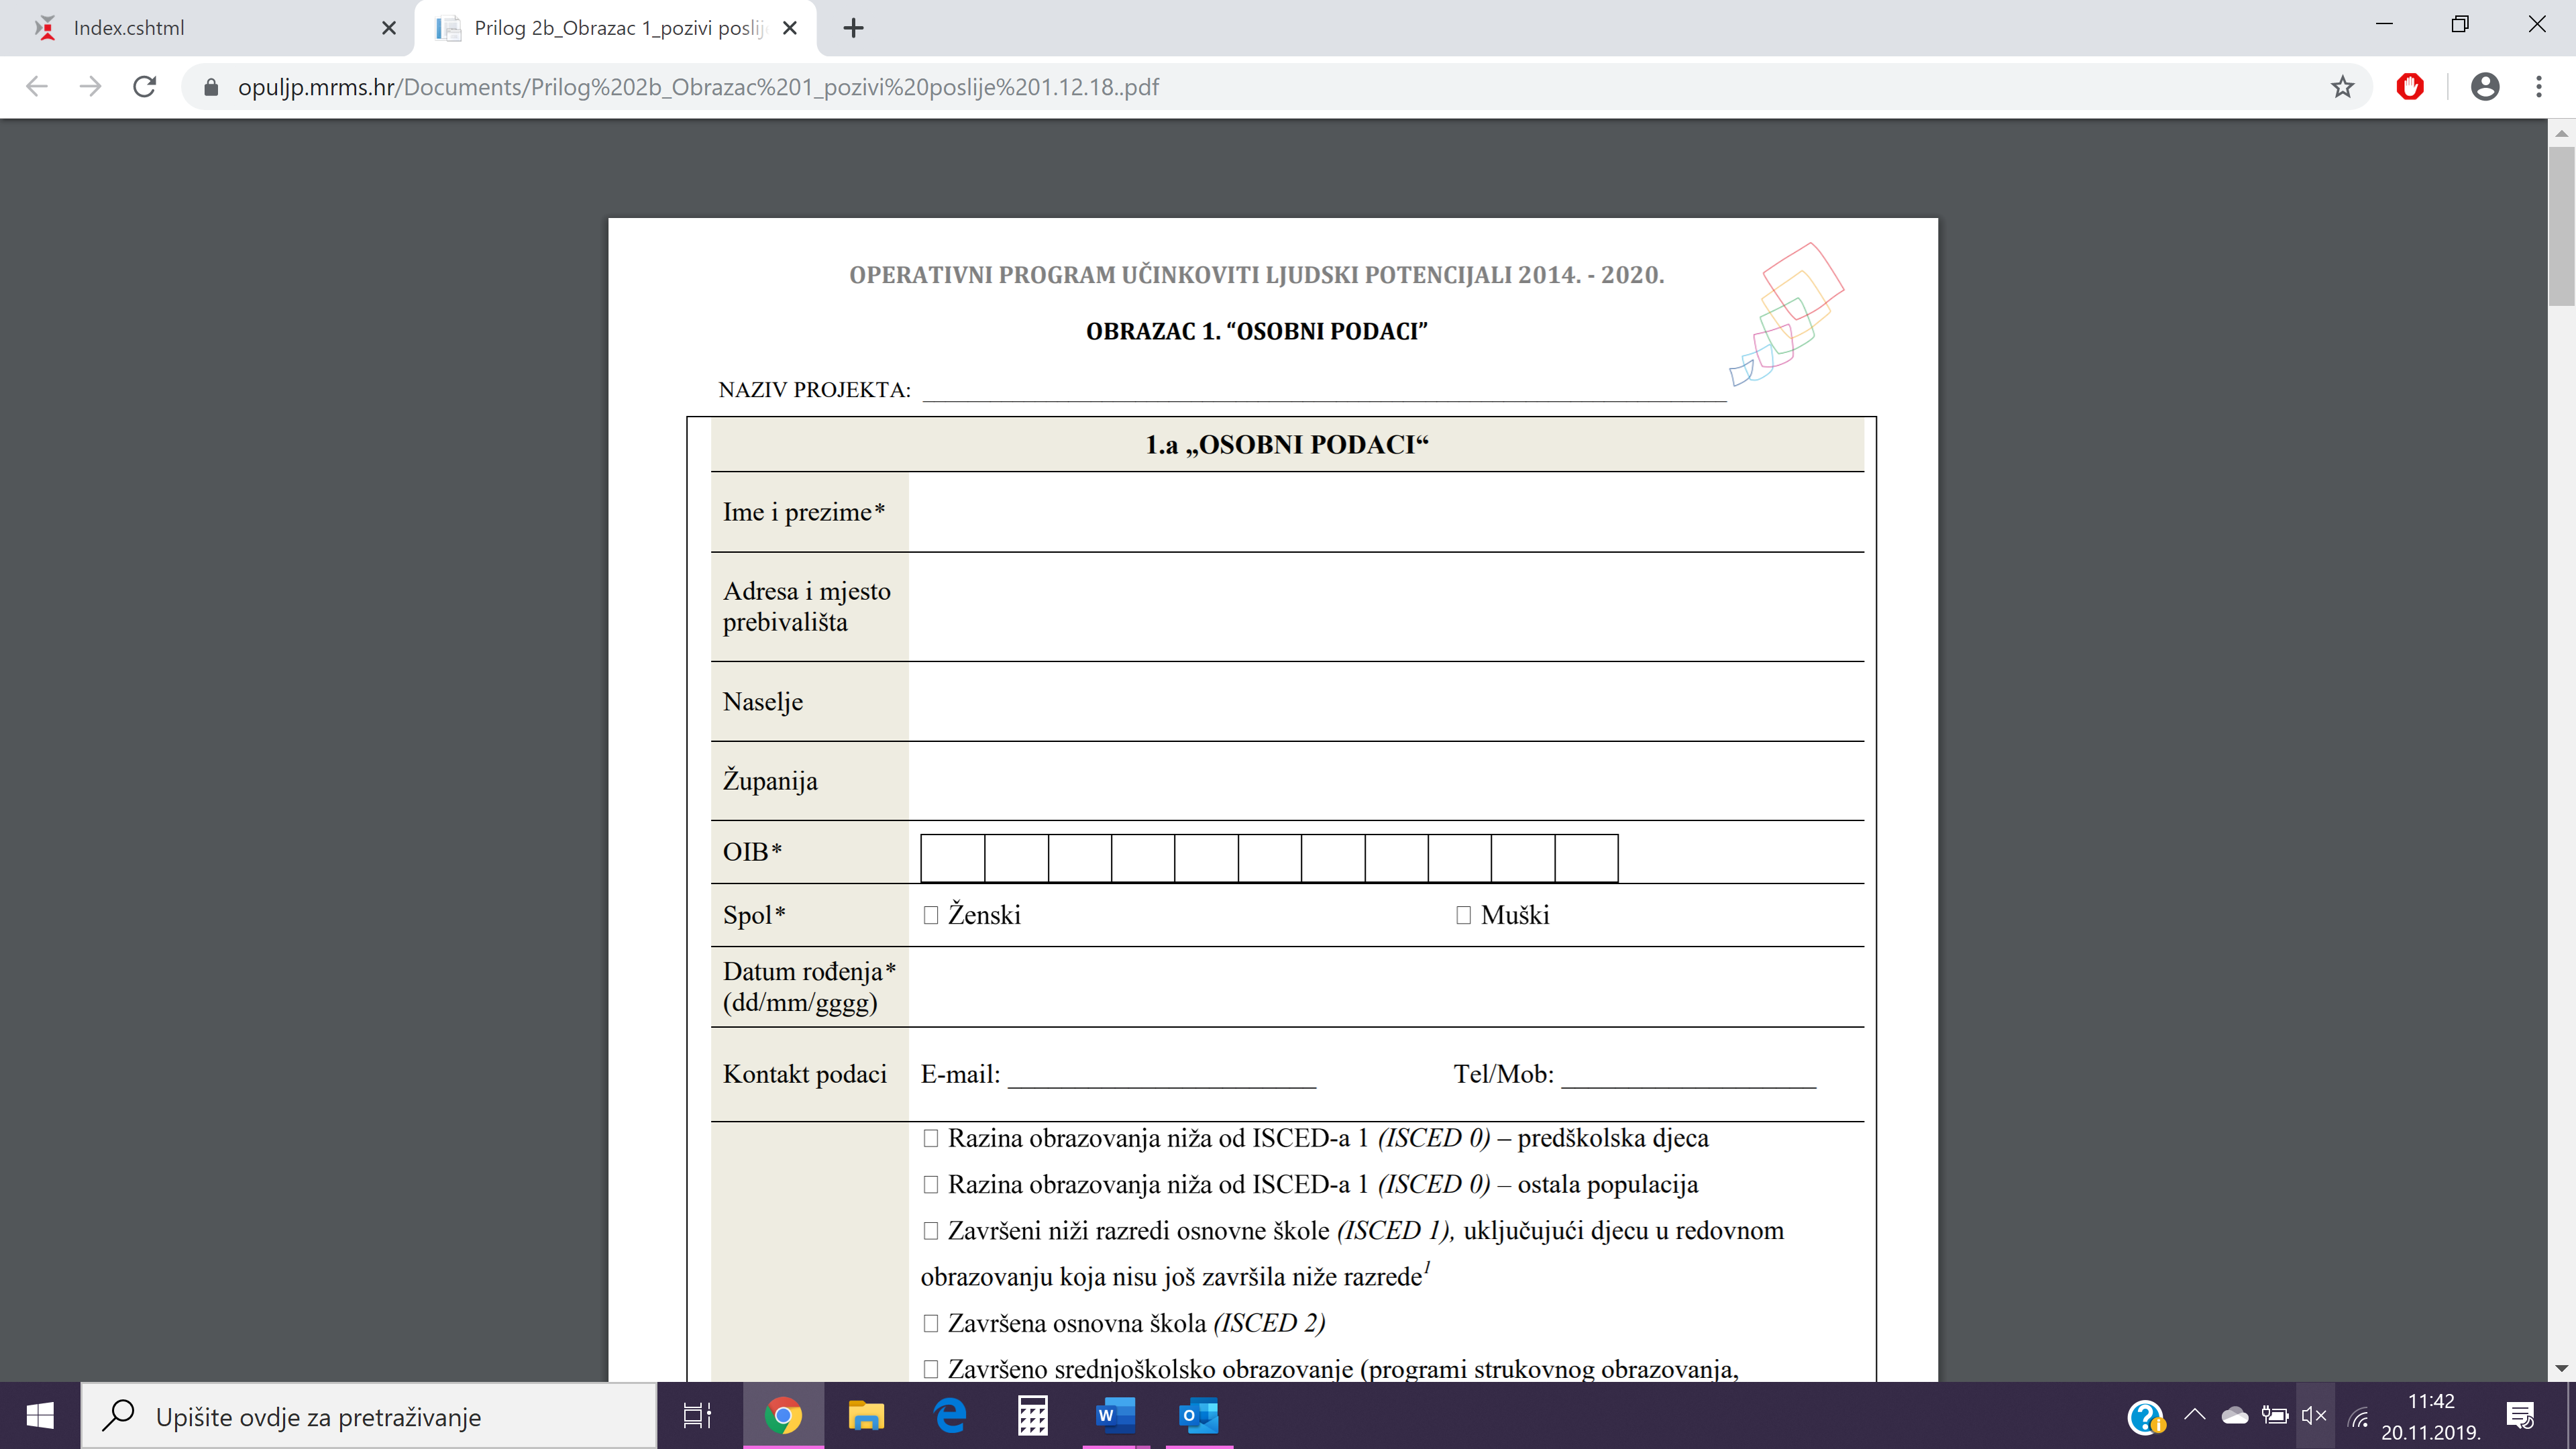 Index.cshtml
Prilog 2b_Obrazac 1_pozivi poslij
opuljp.mrms.hr/Documents/Prilog%202b_Obrazac%201_pozivi%20poslije%201.12.18..pdf
OPERATIVNI PROGRAM UČINKOVITI LJUDSKI POTENCIJALI 2014. - 2020.
OBRAZAC 1. “OSOBNI PODACI”
NAZIV PROJEKTA:
1.a „OSOBNI PODACI“
Ime i prezime*
Adresa i mjesto
prebivališta
Naselje
Županija
OIB*
Spol* Ženski Muški
Datum rođenja*
(dd/mm/gggg)
Kontakt podaci E-mail: Tel/Mob:
Razina obrazovanja niža od ISCED-a 1 (ISCED 0) – predškolska djeca
Razina obrazovanja niža od ISCED-a 1 (ISCED 0) – ostala populacija
Završeni niži razredi osnovne škole (ISCED 1), uključujući djecu u redovnom
obrazovanju koja nisu još završila niže razrede1
Završena osnovna škola (ISCED 2)
Završeno srednjoškolsko obrazovanje (programi strukovnog obrazovanja,
Upišite ovdje za pretraživanje
11:42
20.11.2019.